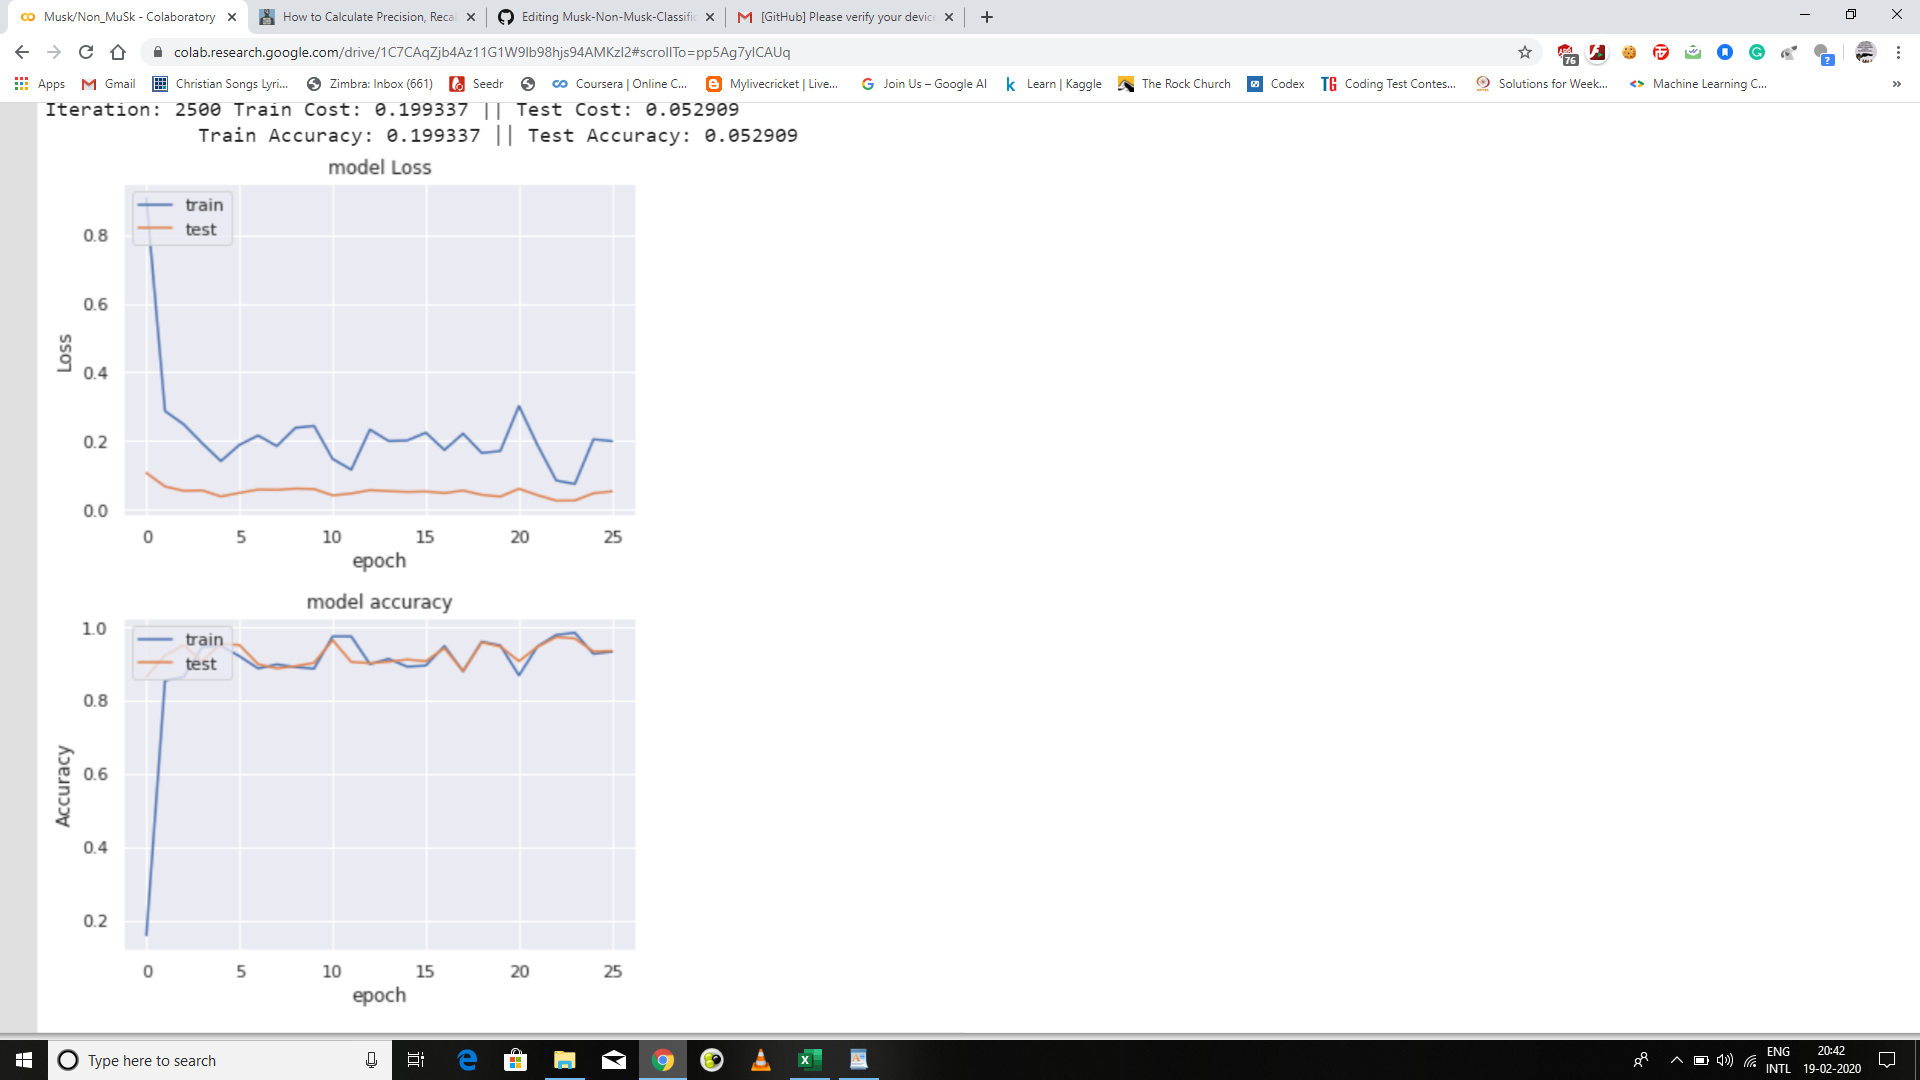 Musk/Non_MuSk - Colaboratory
How to Calculate Precision, Reca
Editing Musk-Non-Musk-Classific
[GitHub] Please verify your device
colab.research.google.com/drive/1C7CAqZjb4Az11G1W9lb98hjs94AMKzI2#scrollTo=pp5Ag7ylCAUq
76
?
Apps
Gmail
Christian Songs Lyri...
Zimbra: Inbox (661)
Seedr
Coursera | Online C...
Mylivecricket | Live...
Join Us – Google AI
Learn | Kaggle
The Rock Church
Codex
Coding Test Contes...
Solutions for Week...
Machine Learning C...
»
Iteration: 2500 Train Cost: 0.199337 || Test Cost: 0.052909
Train Accuracy: 0.199337 || Test Accuracy: 0.052909
model Loss
train
test
0.8
0.6
0.4
0.2
0.0
Loss
0 5 10 15 20 25
epoch
model accuracy
train
test
1.0
0.8
0.6
0.4
0.2
Accuracy
0 5 10 15 20 25
epoch
Type here to search
ENG
INTL
20:42
19-02-2020